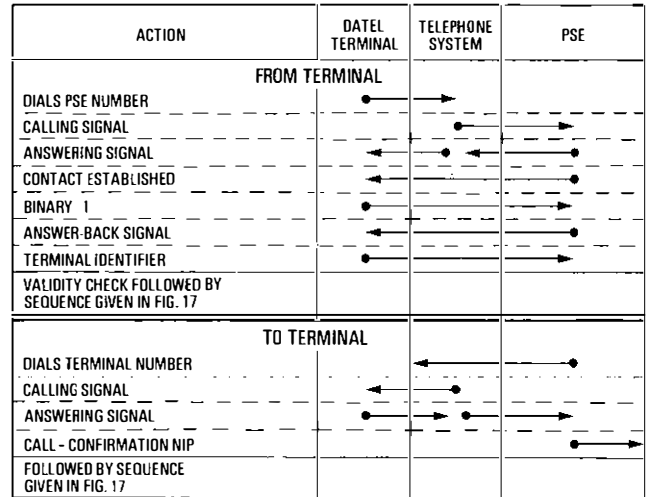 ACTION
DATEL TERMINAL
TELEPHONE SYSTEM
PSE
FROM TERMINAL
DIALS PSE NUMBER
CALLING SIGNAL
ANSWERING SIGNAL
CONTACT ESTABLISHED
BINARY 1
ANSWER-BACK SIGNAL
TERMINAL IDENTIFIER
VALIDITY CHECK FOLLOWED BY
SEQUENCE GIVEN IN FIG. 17
TO TERMINAL
DIALS TERMINAL NUMBER
CALLING SIGNAL
ANSWERING SIGNAL
CALL - CONFIRMATION NIP
FOLLOWED BY SEQUENCE
GIVEN IN FIG. 17